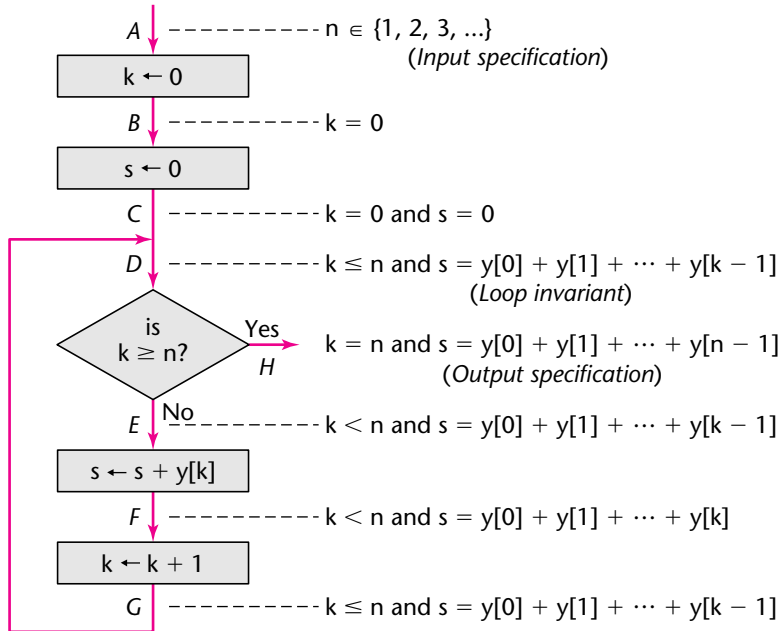 A n ∈ {1, 2, 3, ...}
(Input specification)
k ← 0
B k = 0
s ← 0
C k = 0 and s = 0
D k ≤ n and s = y[0] + y[1] + ⋯ + y[k − 1]
(Loop invariant)
is
k ≥ n?
Yes
H k = n and s = y[0] + y[1] + ⋯ + y[n − 1]
(Output specification)
No
E k < n and s = y[0] + y[1] + ⋯ + y[k − 1]
s ← s + y[k]
F k < n and s = y[0] + y[1] + ⋯ + y[k]
k ← k + 1
G k ≤ n and s = y[0] + y[1] + ⋯ + y[k − 1]